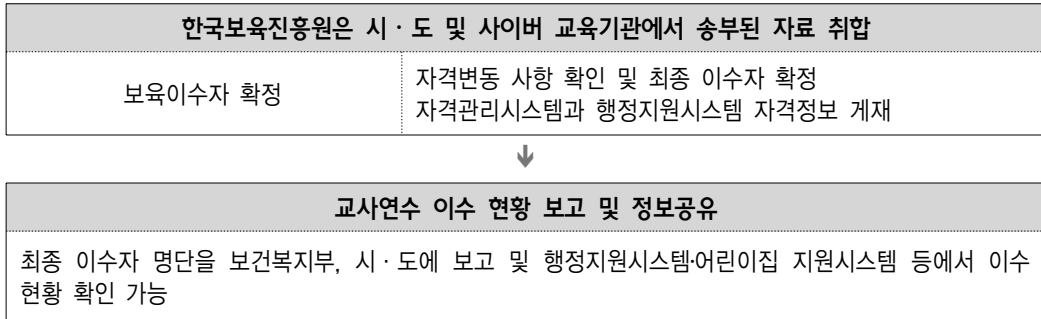 한국보육진흥원은 시 · 도 및 사이버 교육기관에서 송부된 자료 취합
보육이수자 확정
자격변동 사항 확인 및 최종 이수자 확정
자격관리시스템과 행정지원시스템 자격정보 게재
교사연수 이수 현황 보고 및 정보공유
최종 이수자 명단을 보건복지부, 시 · 도에 보고 및 행정지원시스템·어린이집 지원시스템 등에서 이수
현황 확인 가능